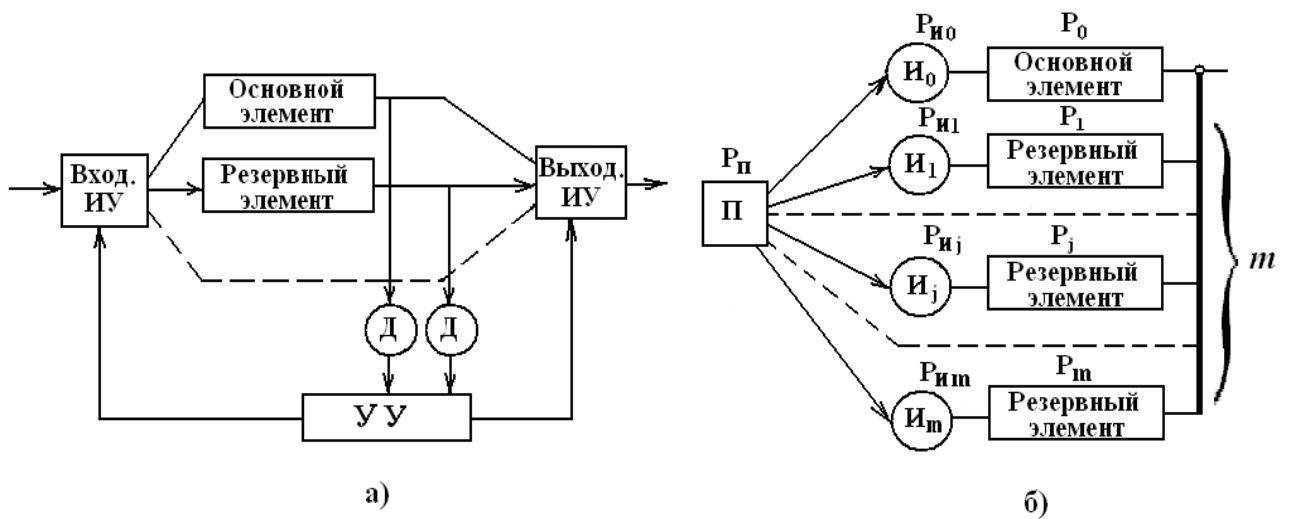 Основной
элемент
Вход.
ИУ
Резервный
элемент
Выход.
ИУ
Д Д
У У
а)
Pи0 P0
И0 Основной
элемент
Pи1 P1
И1 Резервный
элемент
Pп
П
Pиj Pj
Иj Резервный
элемент
m
Pиm Pm
Иm Резервный
элемент
б)